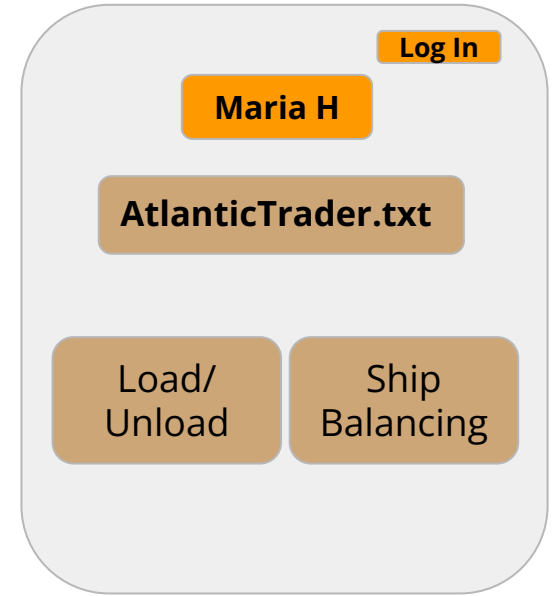 Log In
Maria H
AtlanticTrader.txt
Load/
Unload
Ship
Balancing